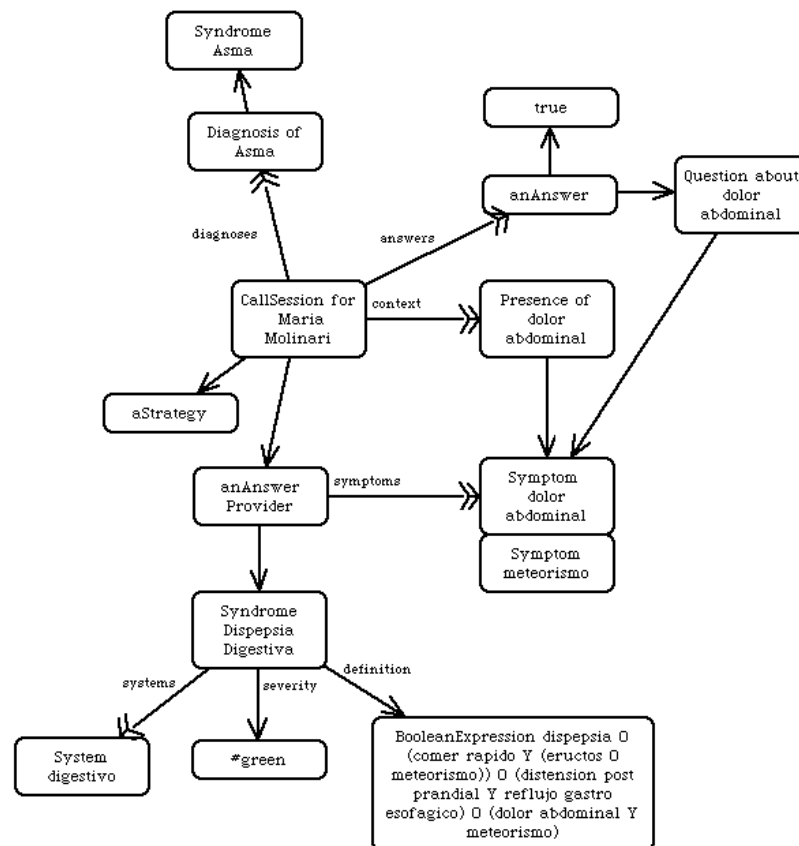 Syndrome
Asma
Diagnosis of
Asma
true
anAnswer
Question about
dolor
abdominal
diagnoses
answers
CallSession for
Maria
Molinari
context
Presence of
dolor
abdominal
aStrategy
anAnswer
Provider
symptoms
Symptom
dolor
abdominal
Symptom
meteorismo
Syndrome
Dispepsia
Digestiva
systems
severity
definition
System
digestivo
#green
BooleanExpression dispepsia O
(comer rapido Y (eructos O
meteorismo)) O (distension post
prandial Y reflujo gastro
esofagico) O (dolor abdominal Y
meteorismo)